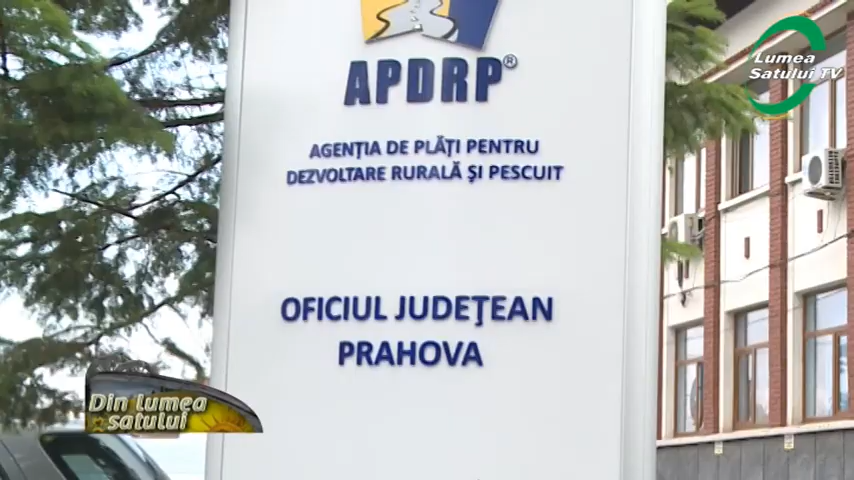 Lumea
Satului TV
APDRP®
AGENȚIA DE PLĂȚI PENTRU
DEZVOLTARE RURALĂ ȘI PESCUIT
OFICIUL JUDEȚEAN
PRAHOVA
Din lumea
satului